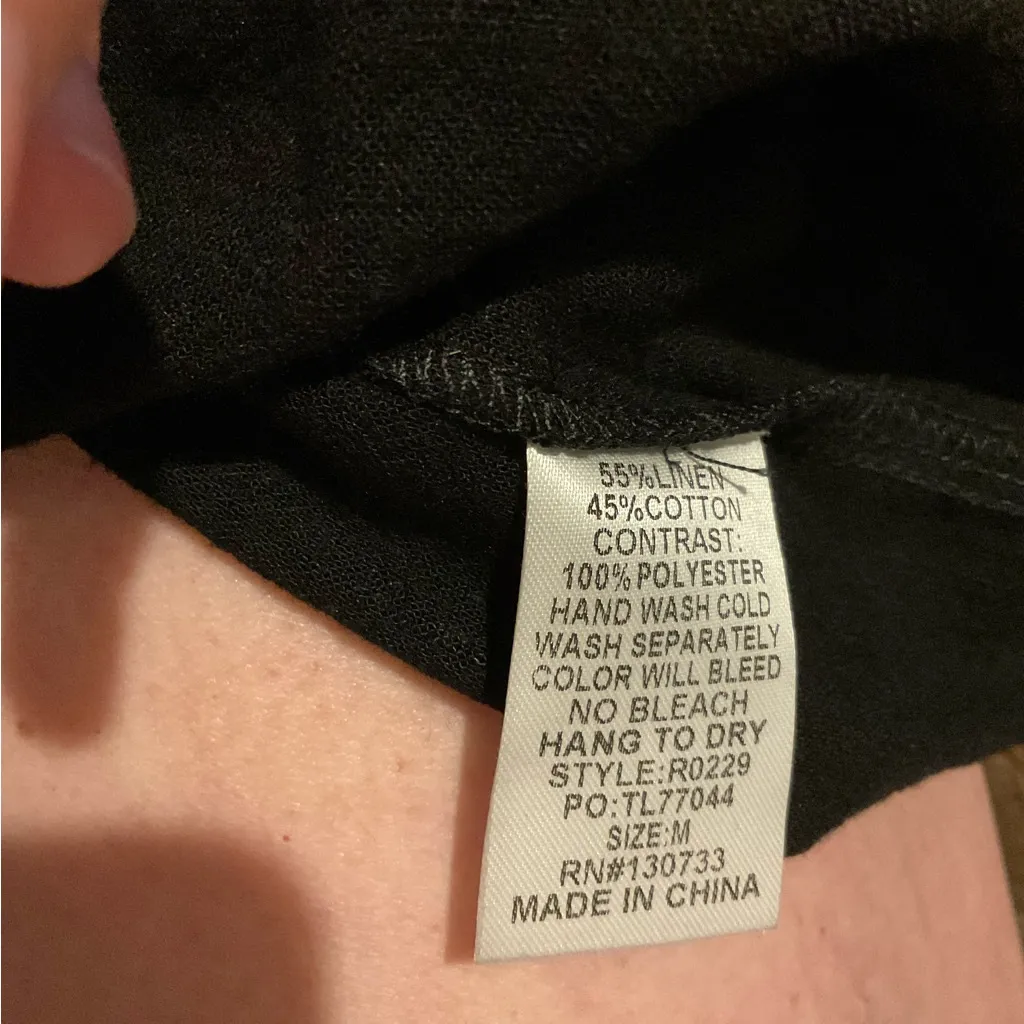 55%LINEN
45%COTTON
CONTRAST:
100%POLYESTER
HAND WASH COLD
WASH SEPARATELY
COLOR WILL BLEED
NO BLEACH
HANG TO DRY
STYLE:R0229
PO:TL77044
SIZE:M
RN#130733
MADE IN CHINA